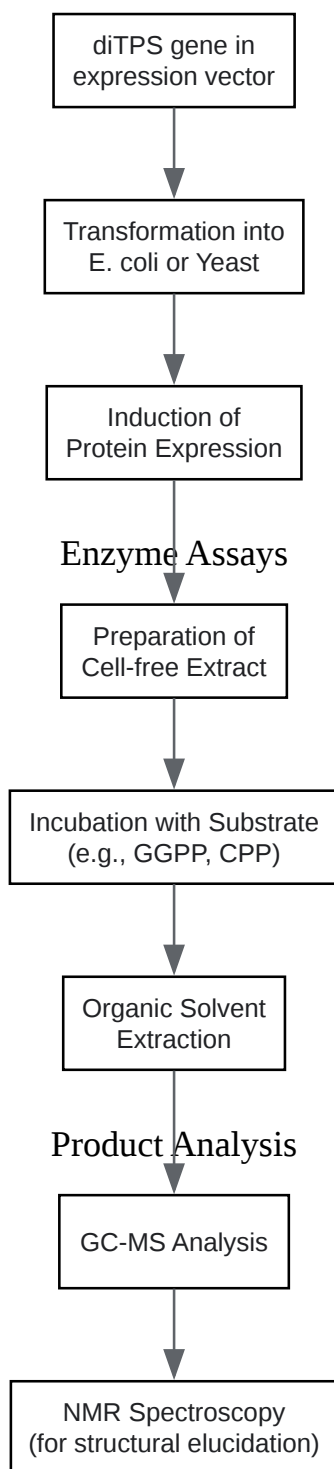 diTPS gene in
expression vector
Transformation into
E. coli or Yeast
Induction of
Protein Expression
Enzyme Assays
Preparation of
Cell-free Extract
Incubation with Substrate
(e.g., GGPP, CPP)
Organic Solvent
Extraction
Product Analysis
GC-MS Analysis
NMR Spectroscopy
(for structural elucidation)